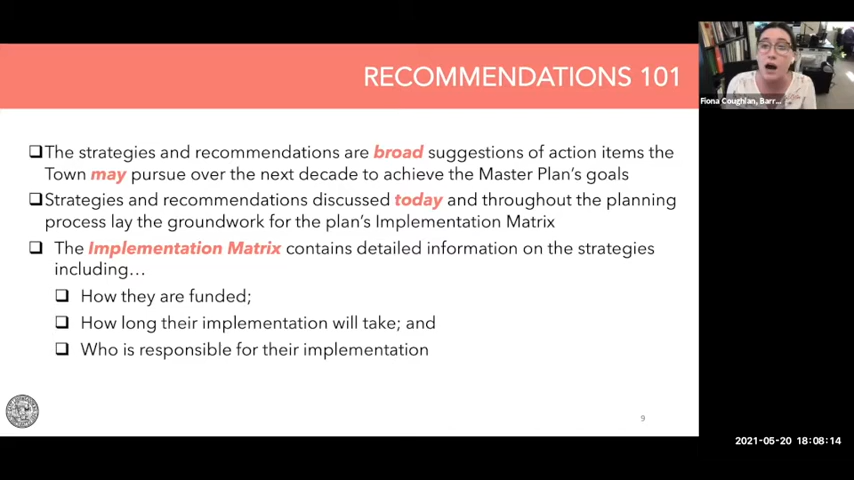 RECOMMENDATIONS 101
Fiona Coughlan, Barr...
The strategies and recommendations are broad suggestions of action items the
Town may pursue over the next decade to achieve the Master Plan's goals
Strategies and recommendations discussed today and throughout the planning
process lay the groundwork for the plan's Implementation Matrix
The Implementation Matrix contains detailed information on the strategies
including…
How they are funded;
How long their implementation will take; and
Who is responsible for their implementation
9
2021-05-20 18:08:14